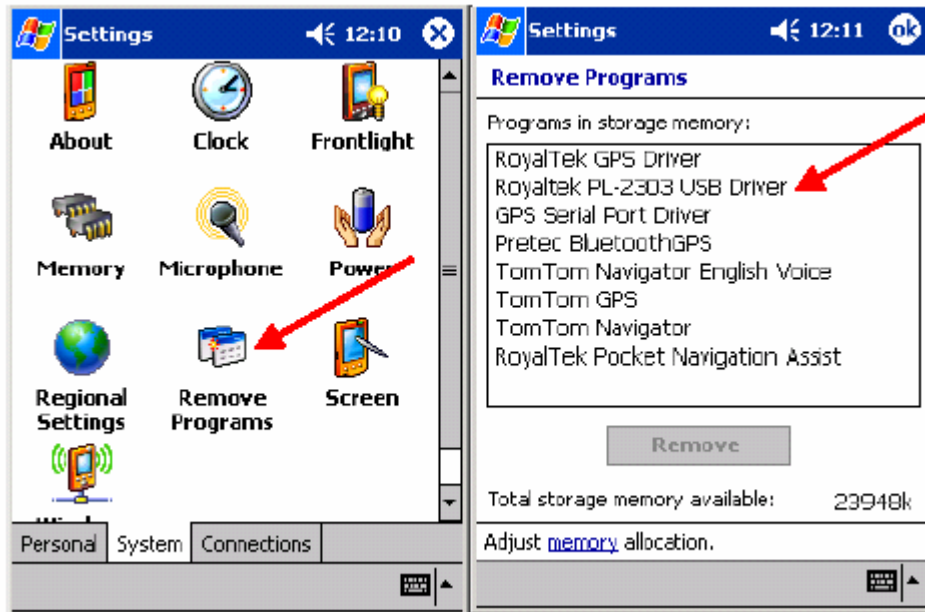 Settings 12:10
About Clock Frontlight
Memory Microphone Power
Regional Settings Remove Programs Screen
Personal System Connections
Settings 12:11 ok
Remove Programs
Programs in storage memory:
RoyalTek GPS Driver
Royaltek PL-2303 USB Driver
GPS Serial Port Driver
Pretec BluetoothGPS
TomTom Navigator English Voice
TomTom GPS
TomTom Navigator
RoyalTek Pocket Navigation Assist
Remove
Total storage memory available: 23948k
Adjust memory allocation.